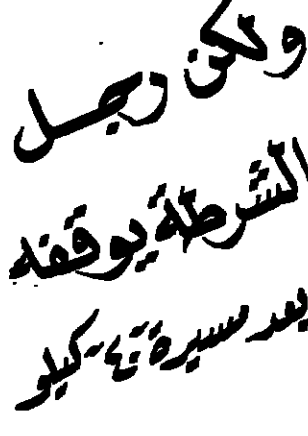 ولكن رجل
الشرطة يوقفه
بعد مسيرة ٤٠ كيلو